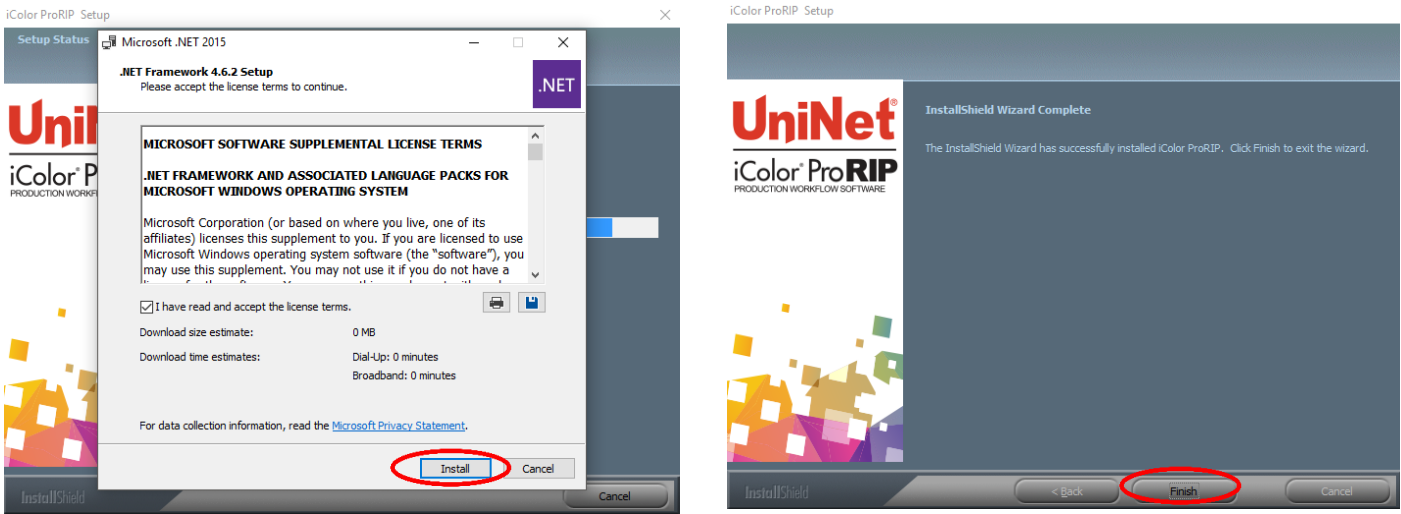 iColor ProRIP Setup
Setup Status
Microsoft .NET 2015
.NET Framework 4.6.2 Setup
Please accept the license terms to continue.
.NET
UniN
iColor® P
PRODUCTION WORKF
MICROSOFT SOFTWARE SUPPLEMENTAL LICENSE TERMS
.NET FRAMEWORK AND ASSOCIATED LANGUAGE PACKS FOR
MICROSOFT WINDOWS OPERATING SYSTEM
Microsoft Corporation (or based on where you live, one of its
affiliates) licenses this supplement to you. If you are licensed to use
Microsoft Windows operating system software (the “software”), you
may use this supplement. You may not use it if you do not have a
I have read and accept the license terms.
Download size estimate: 0 MB
Download time estimates: Dial-Up: 0 minutes
Broadband: 0 minutes
For data collection information, read the Microsoft Privacy Statement.
Install Cancel
InstallShield
Cancel
iColor ProRIP Setup
UniNet®
iColor® ProRIP
PRODUCTION WORKFLOW SOFTWARE
InstallShield Wizard Complete
The InstallShield Wizard has successfully installed iColor ProRIP. Click Finish to exit the wizard.
InstallShield
< Back Finish Cancel